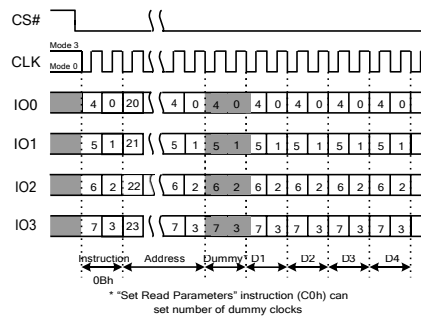 CS#
Mode 3
CLK
Mode 0
IO0 4 0 20 4 0 4 0 4 0 4 0 4 0 4 0
IO1 5 1 21 5 1 5 1 5 1 5 1 5 1 5 1
IO2 6 2 22 6 2 6 2 6 2 6 2 6 2 6 2
IO3 7 3 23 7 3 7 3 7 3 7 3 7 3 7 3
Instruction Address Dummy* D1 D2 D3 D4
0Bh
* "Set Read Parameters" instruction (C0h) can
set number of dummy clocks